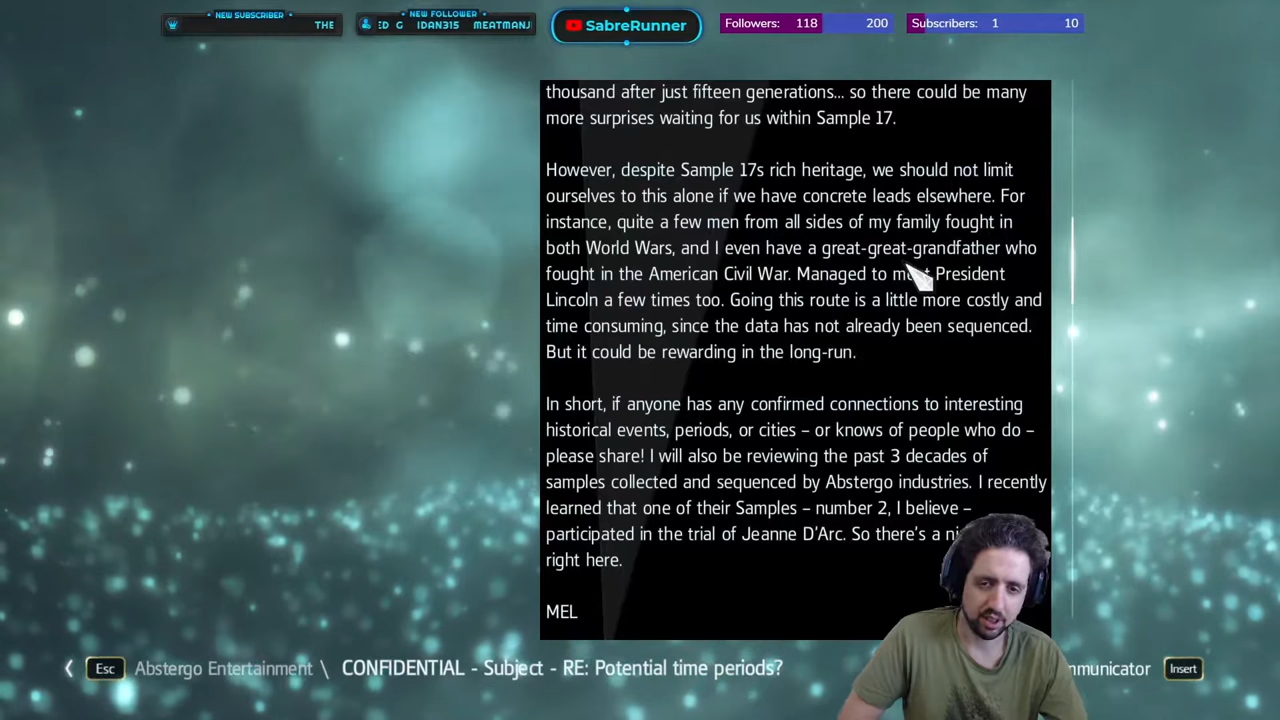 NEW SUBSCRIBER
THE
NEW FOLLOWER
ED G IDAN315 MEATMANJ
SabreRunner
Followers: 118 200
Subscribers: 1 10
thousand after just fifteen generations... so there could be many
more surprises waiting for us within Sample 17.
However, despite Sample 17s rich heritage, we should not limit
ourselves to this alone if we have concrete leads elsewhere. For
instance, quite a few men from all sides of my family fought in
both World Wars, and I even have a great-great-grandfather who
fought in the American Civil War. Managed to meet President
Lincoln a few times too. Going this route is a little more costly and
time consuming, since the data has not already been sequenced.
But it could be rewarding in the long-run.
In short, if anyone has any confirmed connections to interesting
historical events, periods, or cities – or knows of people who do –
please share! I will also be reviewing the past 3 decades of
samples collected and sequenced by Abstergo industries. I recently
learned that one of their Samples – number 2, I believe –
participated in the trial of Jeanne D'Arc. So there's a
right here.
MEL
Esc Abstergo Entertainment \ CONFIDENTIAL - Subject - RE: Potential time periods?
mmunicator Insert